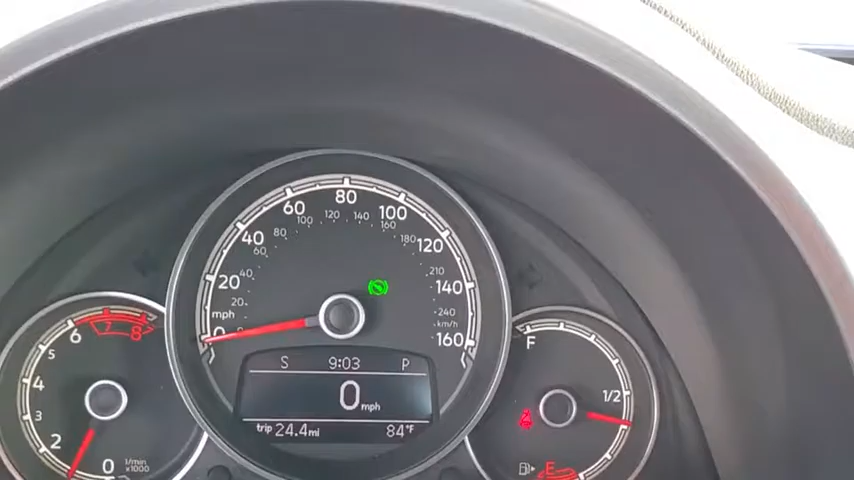 80
60 100
120 140
100 160
40 80 180 120
60
20 40 210 140
20
mph 240
0 km/h 160
S 9:03 P
0 mph
trip 24.4mi 84°F
7
6 8
5
4
3
2
0 1/min
x1000
F
1/2
E